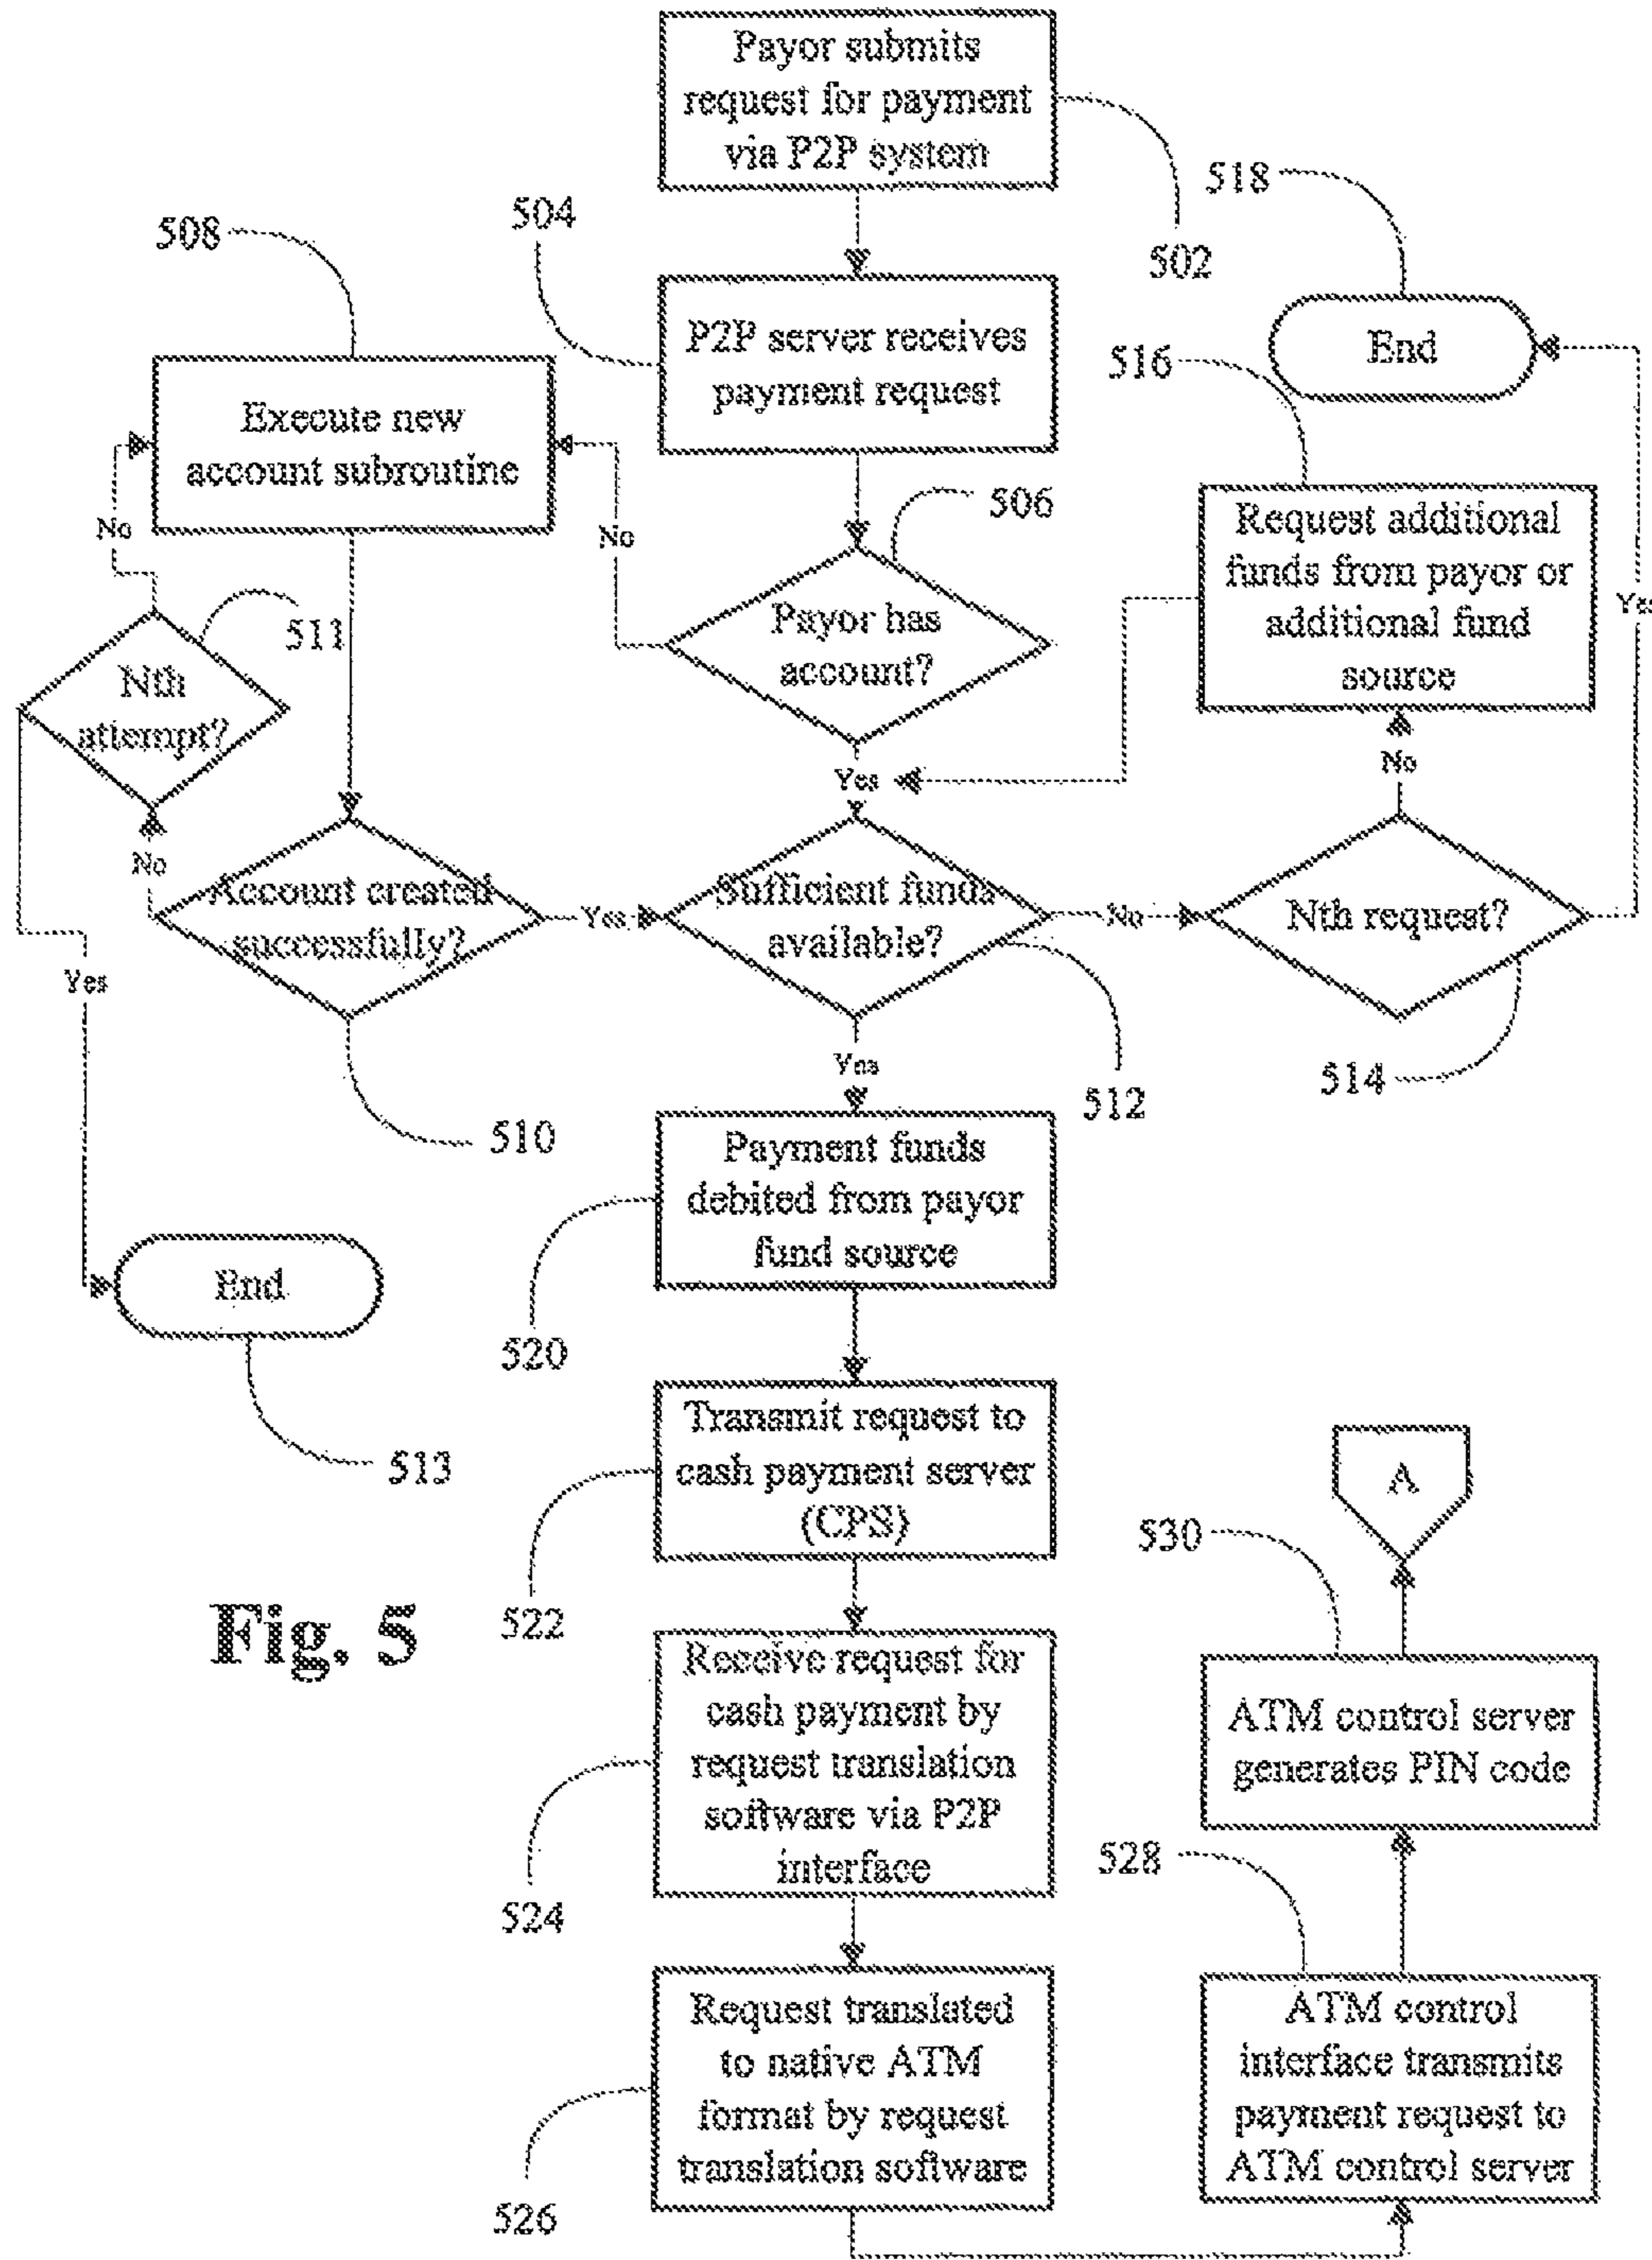 Payor submits
request for payment
via P2P system
502
518
504
508
P2P server receives
payment request
End
516
Execute new
account subroutine
No
No
506
Request additional
funds from payor or
additional fund
source
Yes
511
Payor has
account?
Nth
attempt?
Yes
No
No
Account created
successfully?
Yes
Sufficient funds
available?
No
Nth request?
Yes
Yes
512
514
510
Payment funds
debited from payor
fund source
End
520
Transmit request to
cash payment server
(CPS)
513
A
530
522
Fig. 5
Receive request for
cash payment by
request translation
software via P2P
interface
ATM control server
generates PIN code
528
524
Request translated
to native ATM
format by request
translation software
ATM control
interface transmits
payment request to
ATM control server
526